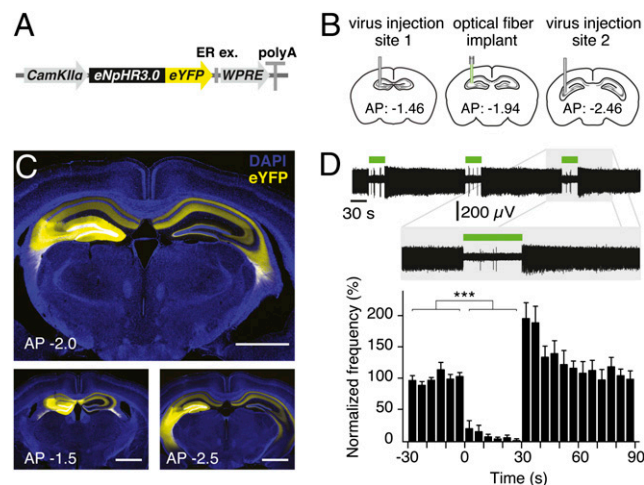 A
ER ex.
polyA
CamKIIα
eNpHR3.0
eYFP
WPRE
B
virus injection
site 1
optical fiber
implant
virus injection
site 2
AP: -1.46
AP: -1.94
AP: -2.46
C
DAPI
eYFP
AP -2.0
AP -1.5
AP -2.5
D
30 s
200 µV
Normalized frequency (%)
200
150
100
50
0
***
-30
0
30
60
90
Time (s)